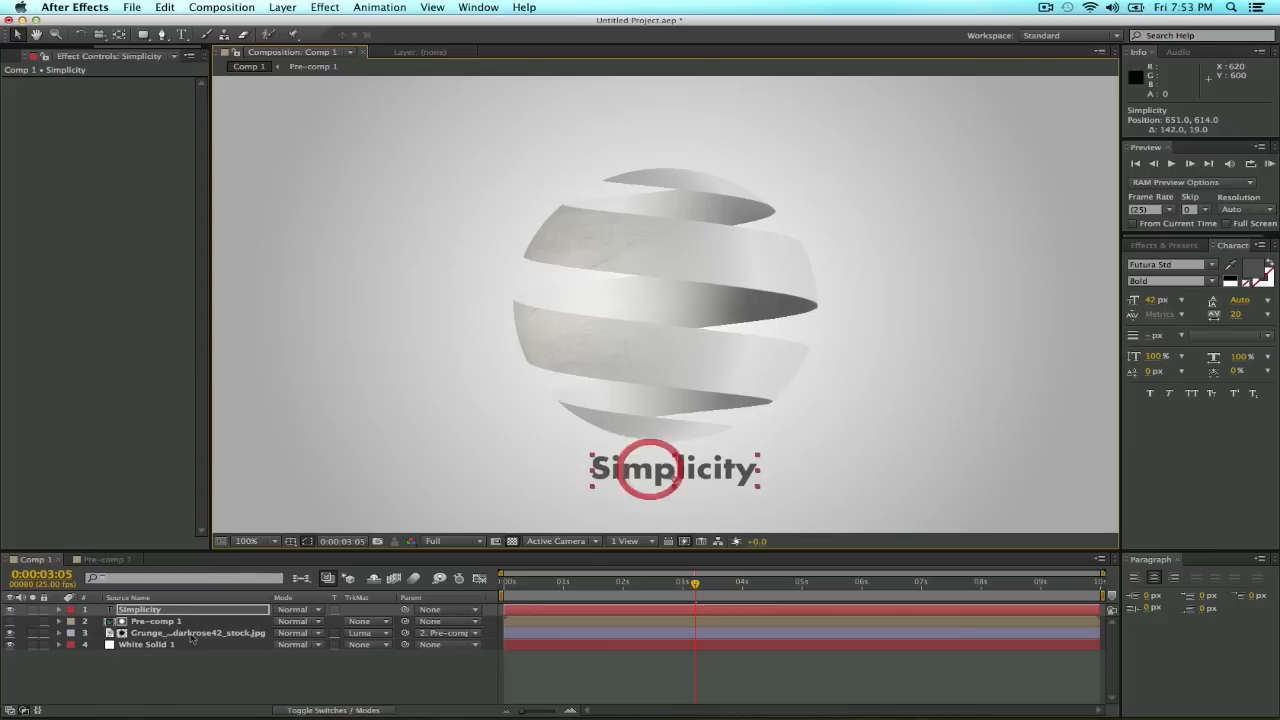 After Effects File Edit Composition Layer Effect Animation View Window Help Fri 7:53 PM
Untitled Project.aep *
Workspace: Standard Search Help
Effect Controls: Simplicity Composition: Comp 1 Layer: (none) Info Audio
Comp 1 • Simplicity Comp 1 Pre-comp 1
R: X: 620
G: Y: 600
B:
A: 0
Simplicity
Position: 651.0, 614.0
Δ: 142.0, 19.0
Preview
RAM Preview Options
Frame Rate Skip Resolution
(25) 0 Auto
From Current Time Full Screen
Effects & Presets Charact
Futura Std
Bold
42 px Auto
Metrics 20
- px
100 % 100 %
0 px 0 %
T T TT Tт T' T,
Simplicity
100% 0:00:03:05 Full Active Camera 1 View +0.0
Comp 1 Pre-comp 1 Paragraph
0:00:03:05
00080 (25.00 fps)
:00s 01s 02s 03s 04s 05s 06s 07s 08s 09s 10s
0 px 0 px 0 px
0 px 0 px
# Source Name Mode T TrkMat Parent
1 Simplicity Normal None
2 Pre-comp 1 Normal None None
3 Grunge_...darkrose42_stock.jpg Normal Luma 2. Pre-comp
4 White Solid 1 Normal None None
Toggle Switches / Modes